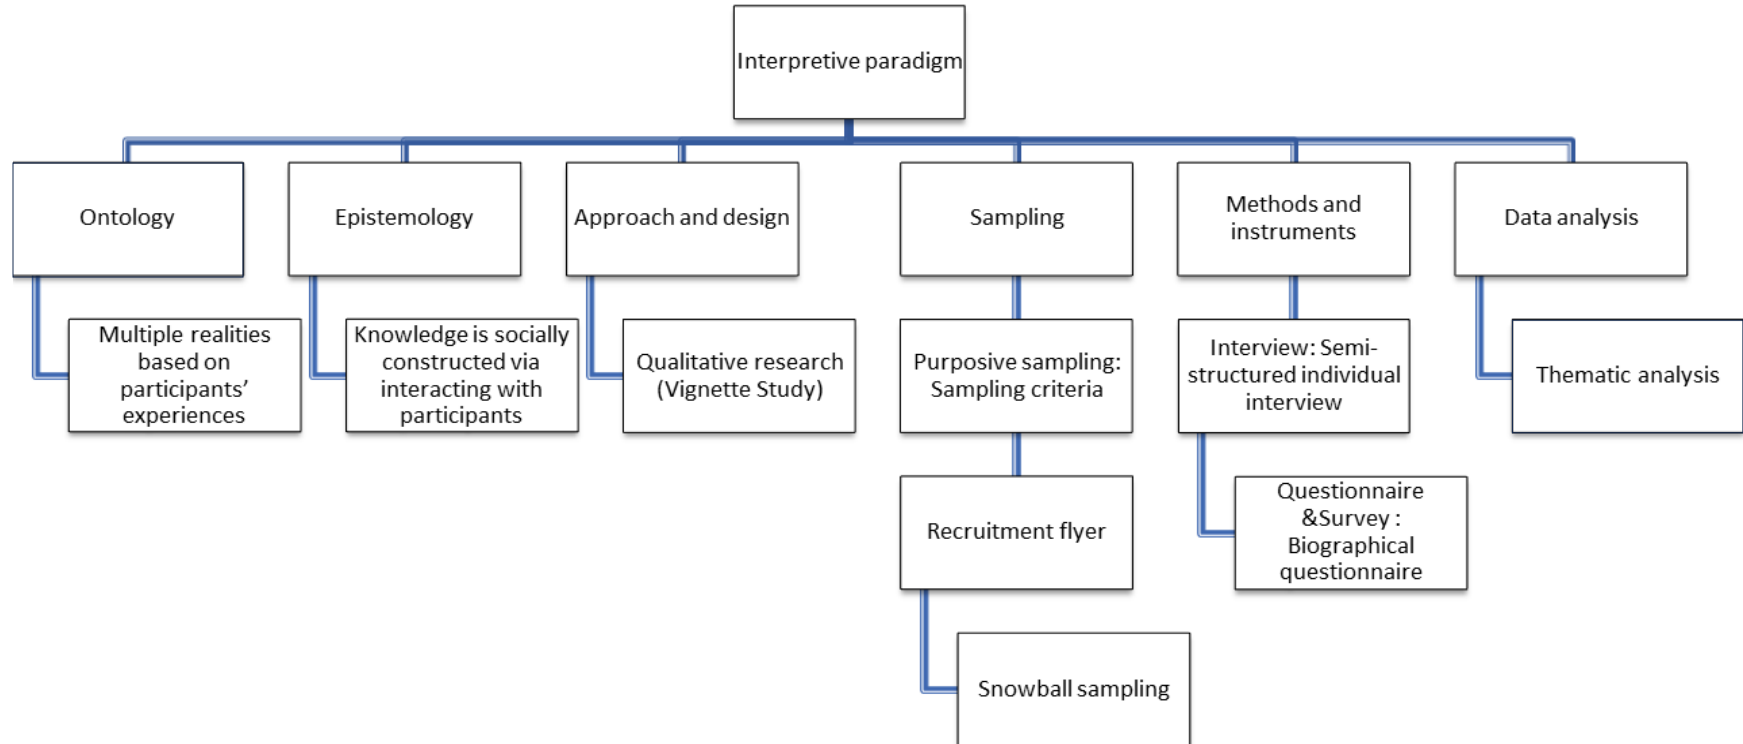 Interpretive paradigm
Ontology
Epistemology
Approach and design
Sampling
Methods and
instruments
Data analysis
Multiple realities
based on
participants’
experiences
Knowledge is socially
constructed via
interacting with
participants
Qualitative research
(Vignette Study)
Purposive sampling:
Sampling criteria
Interview: Semi-
structured individual
interview
Thematic analysis
Recruitment flyer
Questionnaire
&Survey :
Biographical
questionnaire
Snowball sampling